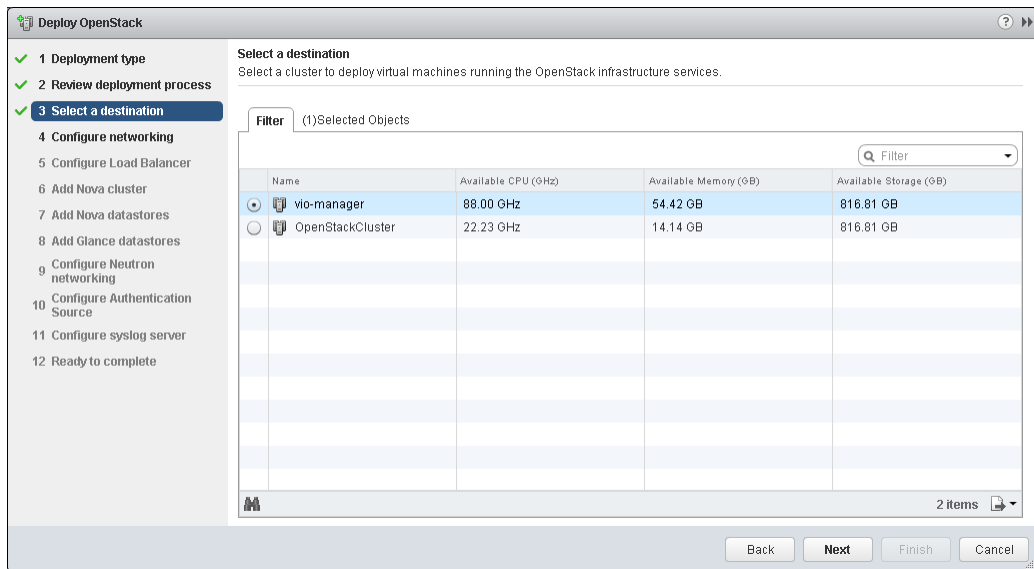 Deploy OpenStack
1 Deployment type
2 Review deployment process
3 Select a destination
4 Configure networking
5 Configure Load Balancer
6 Add Nova cluster
7 Add Nova datastores
8 Add Glance datastores
9 Configure Neutron
networking
10 Configure Authentication
Source
11 Configure syslog server
12 Ready to complete
Select a destination
Select a cluster to deploy virtual machines running the OpenStack infrastructure services.
Filter (1)Selected Objects
Filter
Name Available CPU (GHz) Available Memory (GB) Available Storage (GB)
vio-manager 88.00 GHz 54.42 GB 816.81 GB
OpenStackCluster 22.23 GHz 14.14 GB 816.81 GB
2 items
Back Next Finish Cancel